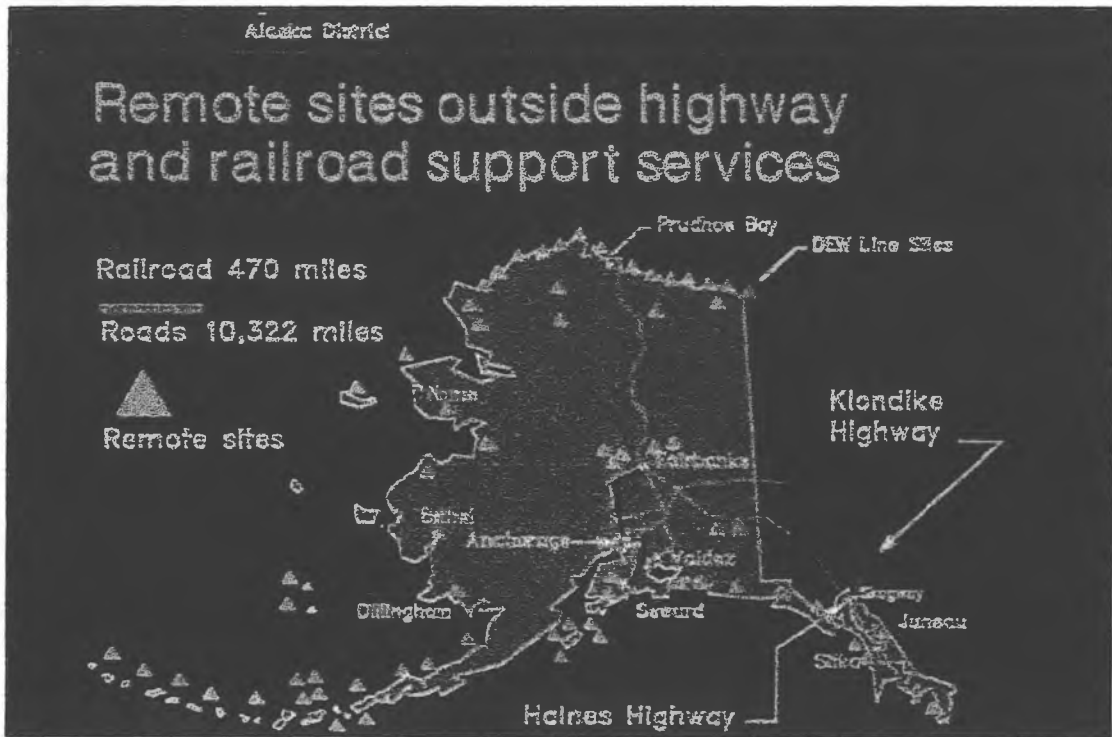 Alaska District
Remote sites outside highway
and railroad support services
Prudhoe Bay
DEW Line Sites
Railroad 470 miles
Roads 10,322 miles
Nome
Klondike
Highway
Remote sites
Fairbanks
Bethel
Anchorage
Valdez
Dillingham
Seward
Skagway
Juneau
Sitka
Haines Highway